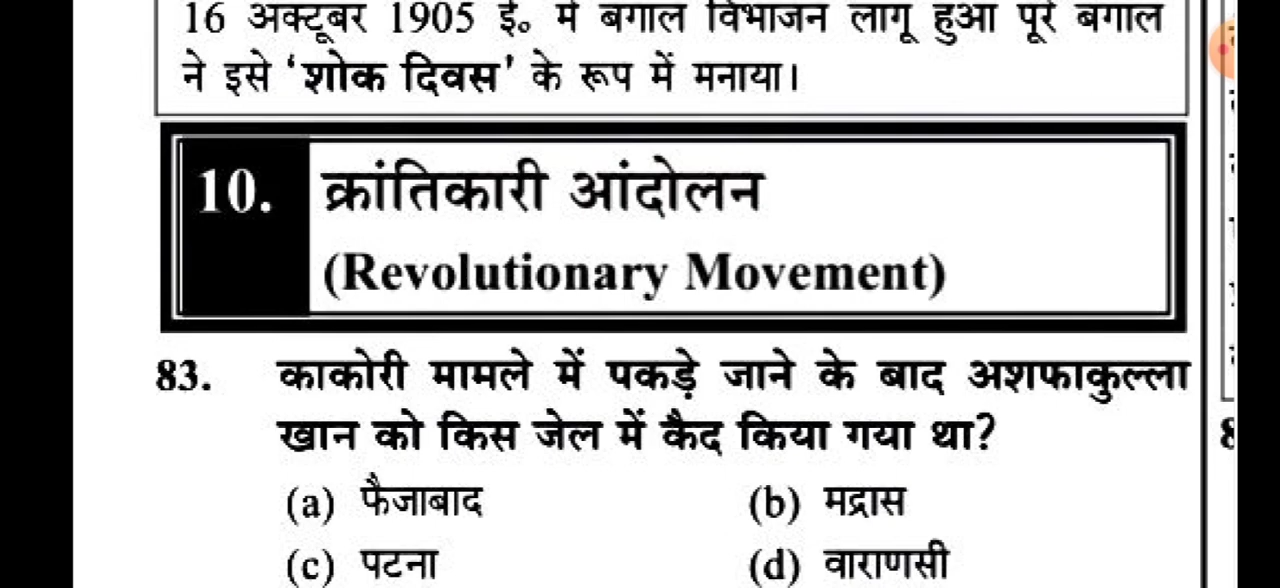 16 अक्टूबर 1905 ई० में बंगाल विभाजन लागू हुआ पूरे बंगाल
ने इसे ‘शोक दिवस’ के रूप में मनाया।
10. क्रांतिकारी आंदोलन
(Revolutionary Movement)
83. काकोरी मामले में पकड़े जाने के बाद अशफाकुल्ला
खान को किस जेल में कैद किया गया था?
(a) फैजाबाद (b) मद्रास
(c) पटना (d) वाराणसी